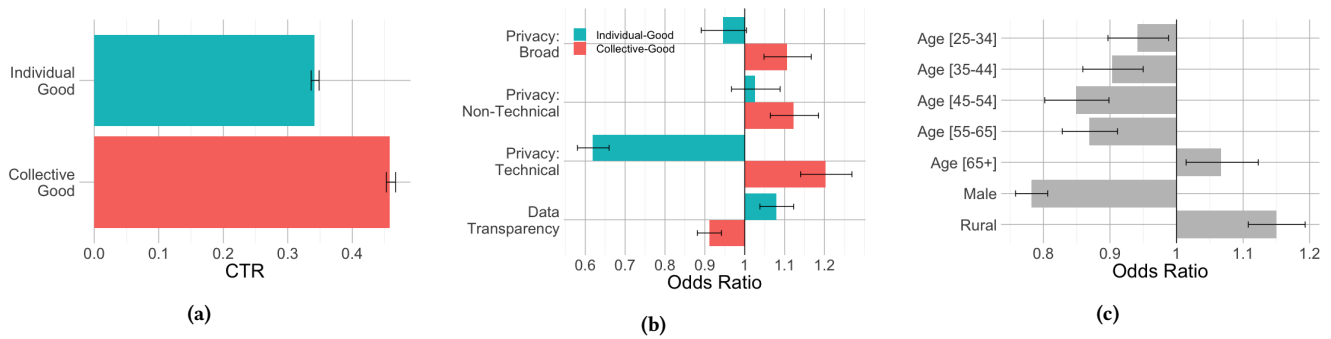 Individual
Good
Collective
Good
0.0 0.1 0.2 0.3 0.4
CTR
(a)
Individual-Good
Collective-Good
Privacy:
Broad
Privacy:
Non-Technical
Privacy:
Technical
Data
Transparency
0.6 0.7 0.8 0.9 1 1.1 1.2
Odds Ratio
(b)
Age [25-34]
Age [35-44]
Age [45-54]
Age [55-65]
Age [65+]
Male
Rural
0.8 0.9 1 1.1 1.2
Odds Ratio
(c)